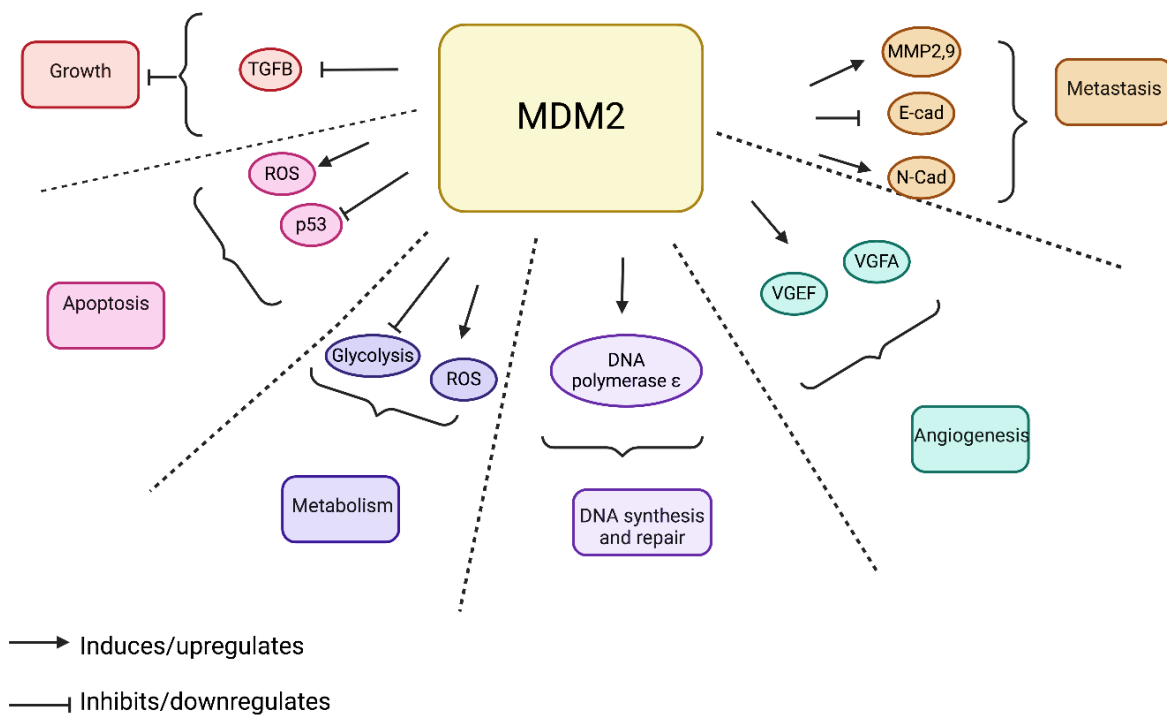 MDM2
Growth
TGFB
ROS
p53
Apoptosis
Glycolysis
ROS
Metabolism
DNA
polymerase ε
DNA synthesis
and repair
VGEF
VGFA
Angiogenesis
MMP2,9
E-cad
N-Cad
Metastasis
Induces/upregulates
Inhibits/downregulates